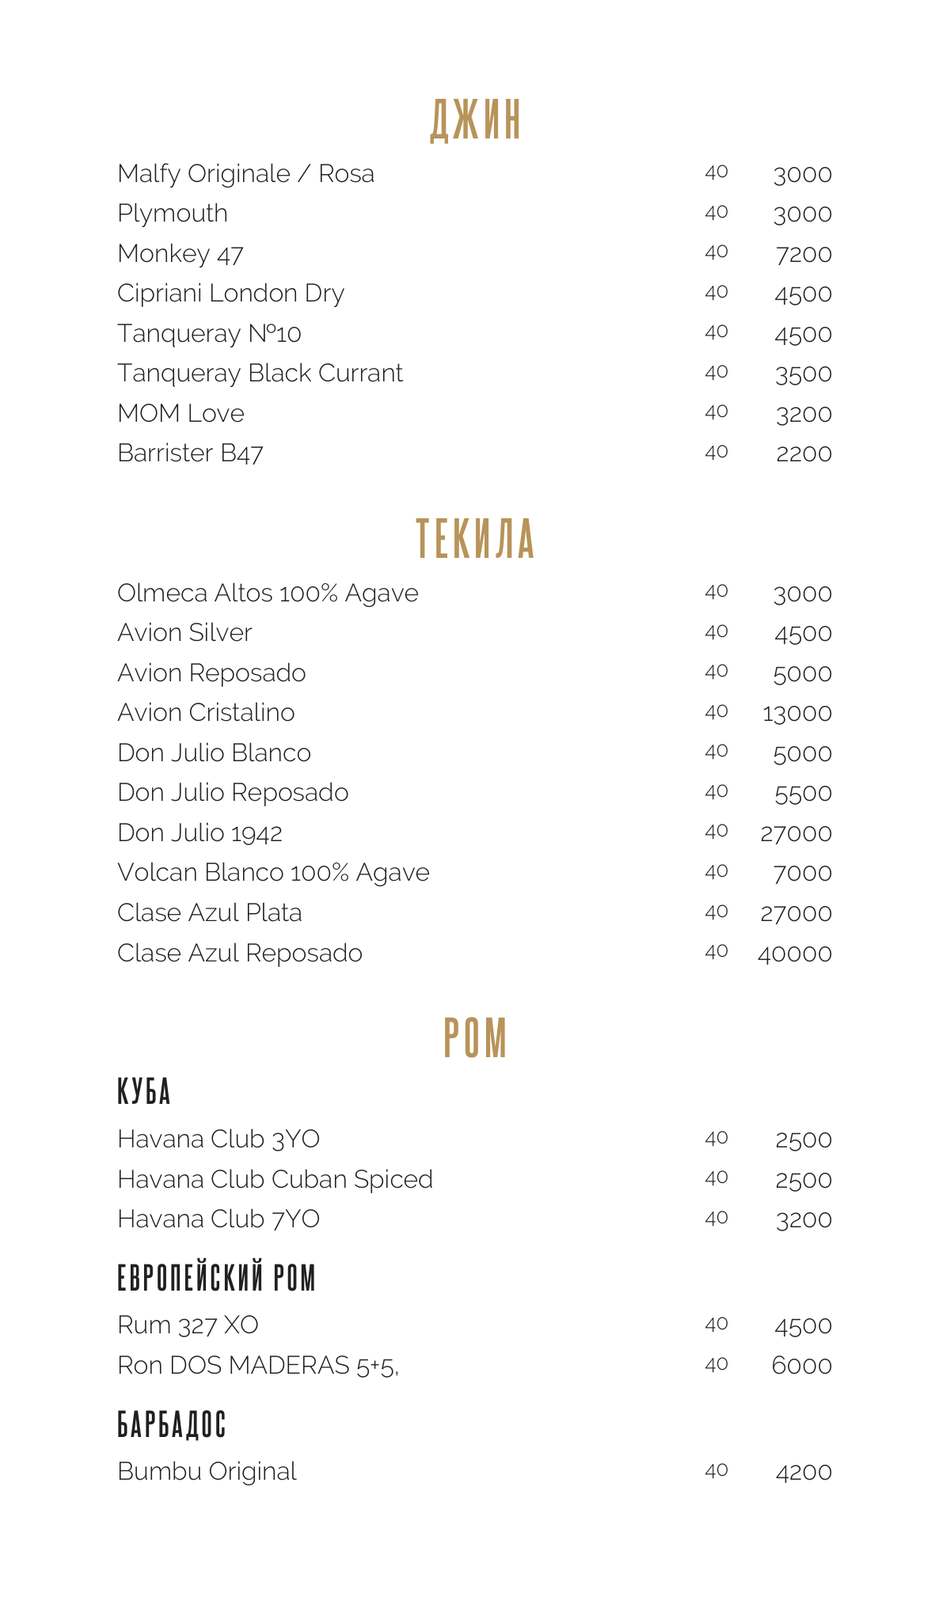 ДЖИН
Malfy Originale / Rosa 40 3000
Plymouth 40 3000
Monkey 47 40 7200
Cipriani London Dry 40 4500
Tanqueray №10 40 4500
Tanqueray Black Currant 40 3500
MOM Love 40 3200
Barrister B47 40 2200
ТЕКИЛА
Olmeca Altos 100% Agave 40 3000
Avion Silver 40 4500
Avion Reposado 40 5000
Avion Cristalino 40 13000
Don Julio Blanco 40 5000
Don Julio Reposado 40 5500
Don Julio 1942 40 27000
Volcan Blanco 100% Agave 40 7000
Clase Azul Plata 40 27000
Clase Azul Reposado 40 40000
РОМ
КУБА
Havana Club 3YO 40 2500
Havana Club Cuban Spiced 40 2500
Havana Club 7YO 40 3200
ЕВРОПЕЙСКИЙ РОМ
Rum 327 XO 40 4500
Ron DOS MADERAS 5+5, 40 6000
БАРБАДОС
Bumbu Original 40 4200